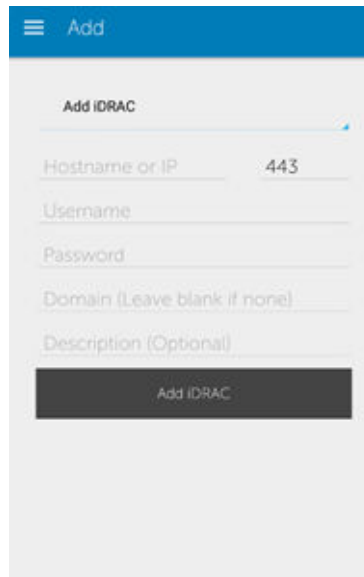 Add
Add iDRAC
Hostname or IP 443
Username
Password
Domain (Leave blank if none)
Description (Optional)
Add iDRAC